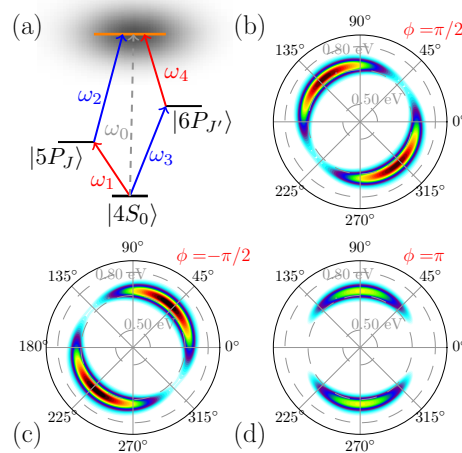 (a)
ω₄
ω₂
ω₀
|6P_{J′}⟩
|5P_J⟩
ω₃
ω₁
|4S₀⟩
(b)
ϕ=π/2
90°
135°
45°
0.80 eV
0.50 eV
0°
225°
315°
270°
ϕ=−π/2
90°
135°
45°
0.80 eV
0.50 eV
180°
0°
225°
315°
270°
(c)
ϕ=π
90°
135°
45°
0.80 eV
0.50 eV
0°
225°
315°
270°
(d)